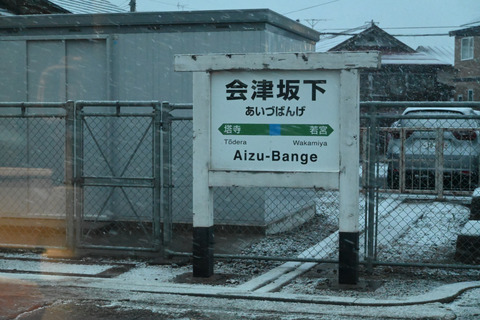 会津坂下
あいづばんげ
塔寺 若宮
Tōdera Wakamiya
Aizu-Bange